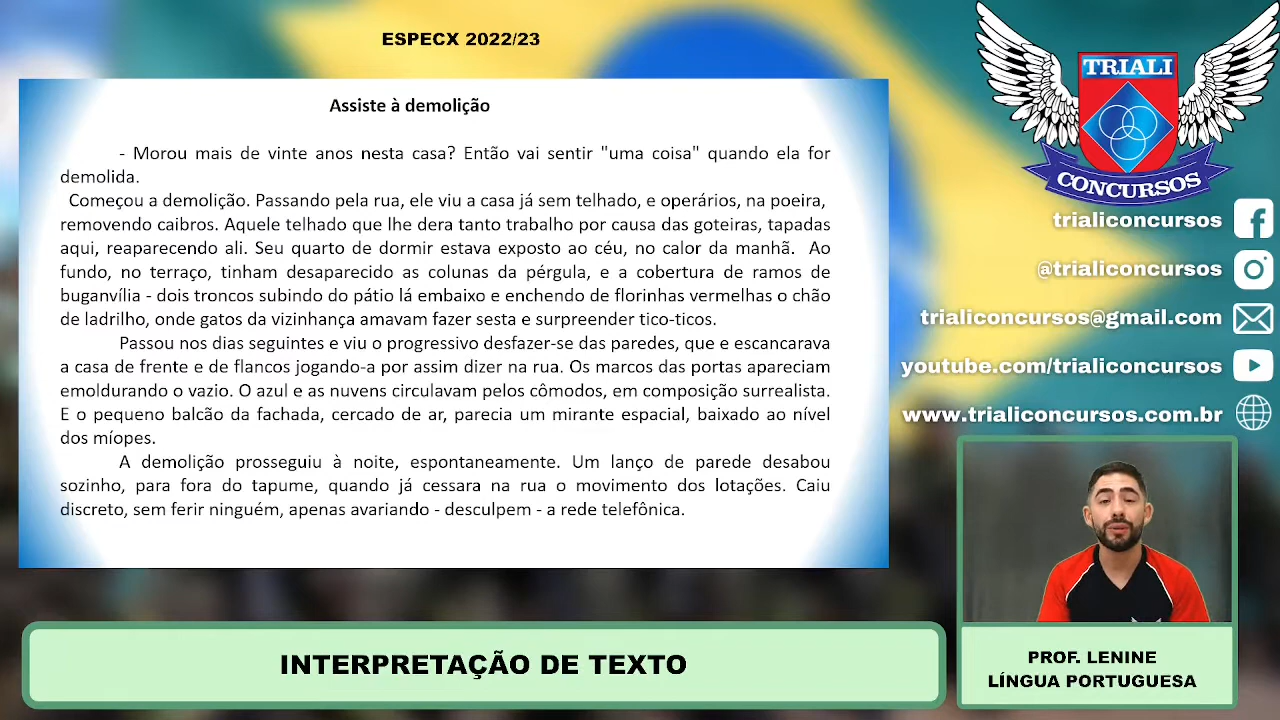 ESPECX 2022/23
Assiste à demolição
- Morou mais de vinte anos nesta casa? Então vai sentir "uma coisa" quando ela for
demolida.
Começou a demolição. Passando pela rua, ele viu a casa já sem telhado, e operários, na poeira,
removendo caibros. Aquele telhado que lhe dera tanto trabalho por causa das goteiras, tapadas
aqui, reaparecendo ali. Seu quarto de dormir estava exposto ao céu, no calor da manhã. Ao
fundo, no terraço, tinham desaparecido as colunas da pérgula, e a cobertura de ramos de
buganvília - dois troncos subindo do pátio lá embaixo e enchendo de florinhas vermelhas o chão
de ladrilho, onde gatos da vizinhança amavam fazer sesta e surpreender tico-ticos.
Passou nos dias seguintes e viu o progressivo desfazer-se das paredes, que e escancarava
a casa de frente e de flancos jogando-a por assim dizer na rua. Os marcos das portas apareciam
emoldurando o vazio. O azul e as nuvens circulavam pelos cômodos, em composição surrealista.
E o pequeno balcão da fachada, cercado de ar, parecia um mirante espacial, baixado ao nível
dos míopes.
A demolição prosseguiu à noite, espontaneamente. Um lanço de parede desabou
sozinho, para fora do tapume, quando já cessara na rua o movimento dos lotações. Caiu
discreto, sem ferir ninguém, apenas avariando - desculpem - a rede telefônica.
TRIALI
CONCURSOS
trialiconcursos
@trialiconcursos
trialiconcursos@gmail.com
youtube.com/trialiconcursos
www.trialiconcursos.com.br
INTERPRETAÇÃO DE TEXTO
PROF. LENINE
LÍNGUA PORTUGUESA